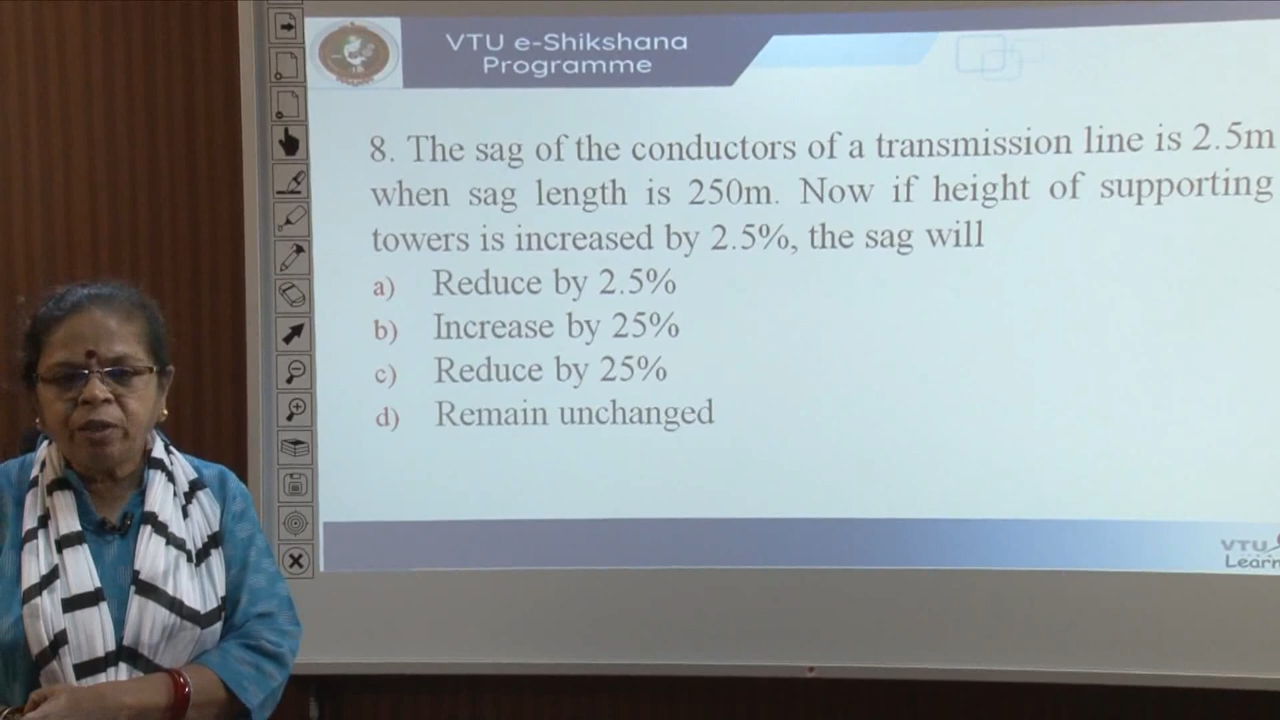 VTU e-Shikshana
Programme
8. The sag of the conductors of a transmission line is 2.5m
when sag length is 250m. Now if height of supporting
towers is increased by 2.5%, the sag will
a) Reduce by 2.5%
b) Increase by 25%
c) Reduce by 25%
d) Remain unchanged
VTU
Learn